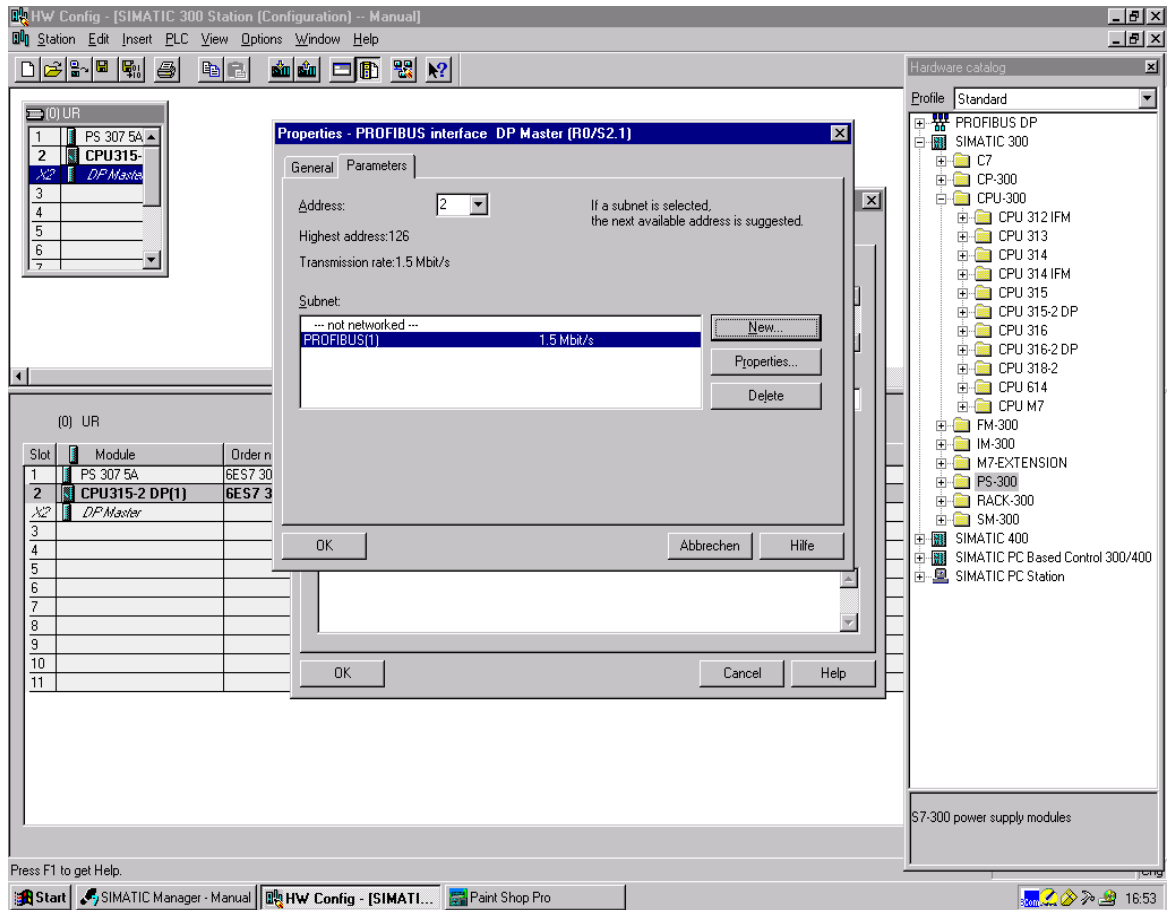 HW Config - [SIMATIC 300 Station (Configuration) -- Manual]
Station Edit Insert PLC View Options Window Help
(0) UR
1 PS 307 5A
2 CPU315-
X2 DP Master
3
4
5
6
7
Properties - PROFIBUS interface DP Master (R0/S2.1)
General Parameters
Address: 2
If a subnet is selected,
the next available address is suggested.
Highest address:126
Transmission rate:1.5 Mbit/s
Subnet:
--- not networked ---
PROFIBUS(1) 1.5 Mbit/s
New...
Properties...
Delete
OK Abbrechen Hilfe
OK Cancel Help
(0) UR
Slot Module Order n
1 PS 307 5A 6ES7 30
2 CPU315-2 DP(1) 6ES7 3
X2 DP Master
3
4
5
6
7
8
9
10
11
Hardware catalog
Profile Standard
PROFIBUS DP
SIMATIC 300
C7
CP-300
CPU-300
CPU 312 IFM
CPU 313
CPU 314
CPU 314 IFM
CPU 315
CPU 315-2 DP
CPU 316
CPU 316-2 DP
CPU 318-2
CPU 614
CPU M7
FM-300
IM-300
M7-EXTENSION
PS-300
RACK-300
SM-300
SIMATIC 400
SIMATIC PC Based Control 300/400
SIMATIC PC Station
S7-300 power supply modules
Press F1 to get Help.
Start SIMATIC Manager - Manual HW Config - [SIMATI... Paint Shop Pro 16:53